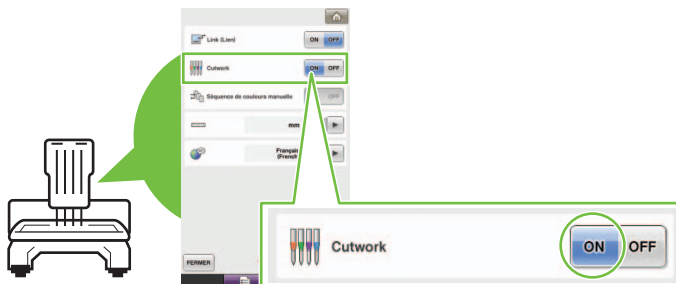 Link (Lien)
ON OFF
Cutwork
ON OFF
Séquence de couleurs manuelle
OFF
mm
Français
(French
FERMER
Cutwork
ON OFF